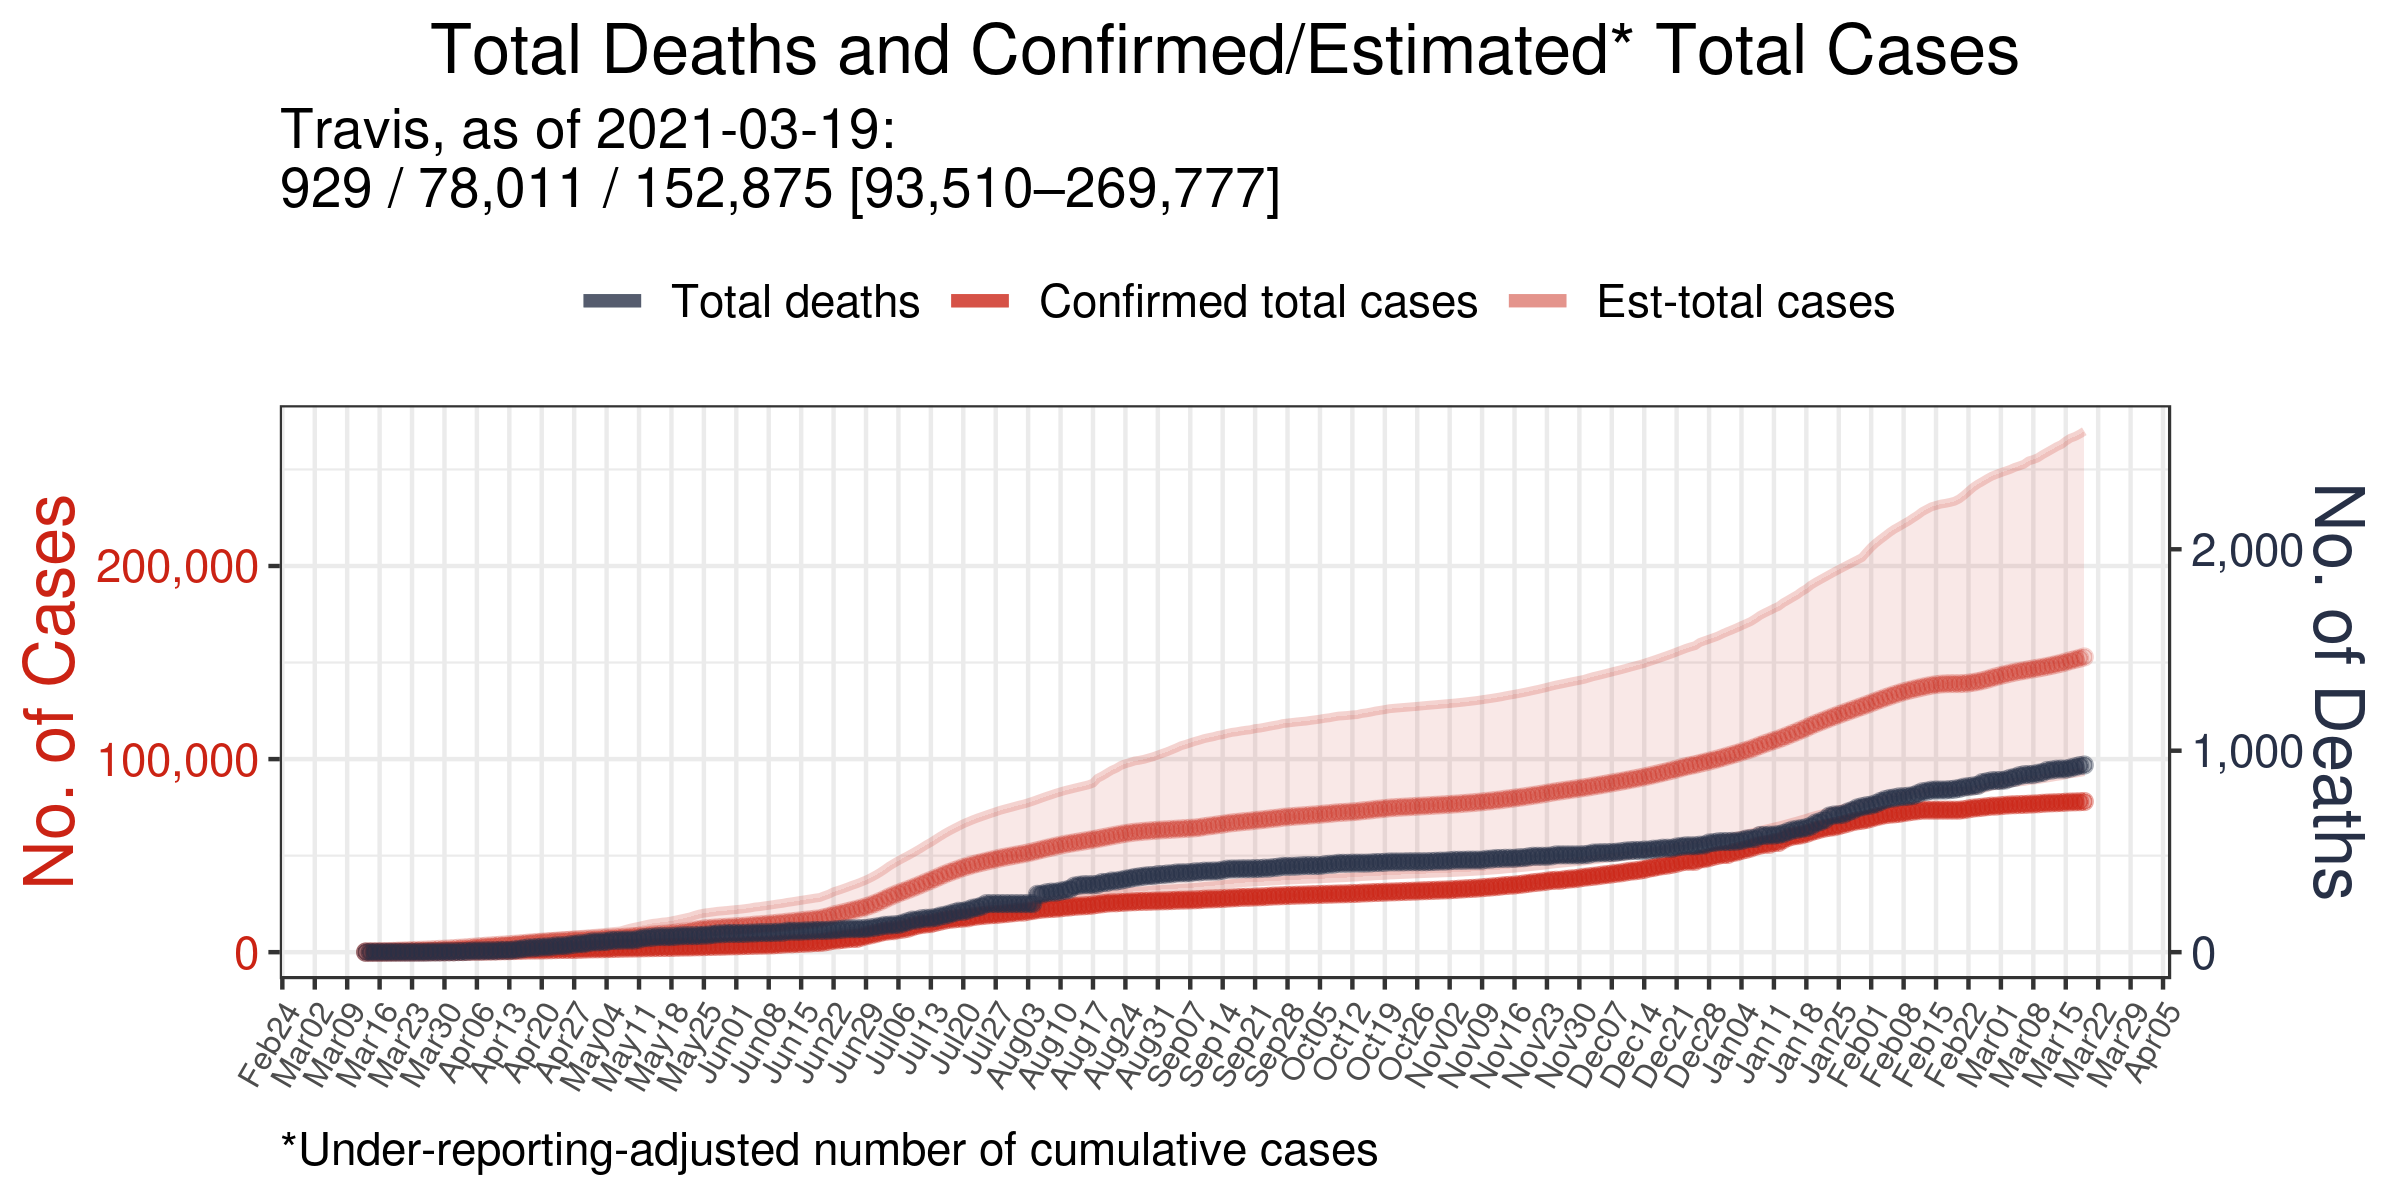 Total Deaths and Confirmed/Estimated* Total Cases
Travis, as of 2021-03-19:
929 / 78,011 / 152,875 [93,510–269,777]
Total deaths
Confirmed total cases
Est-total cases
No. of Cases
200,000
100,000
0
2,000
1,000
0
No. of Deaths
Feb24
Mar02
Mar09
Mar16
Mar23
Mar30
Apr06
Apr13
Apr20
Apr27
May04
May11
May18
May25
Jun01
Jun08
Jun15
Jun22
Jun29
Jul06
Jul13
Jul20
Jul27
Aug03
Aug10
Aug17
Aug24
Aug31
Sep07
Sep14
Sep21
Sep28
Oct05
Oct12
Oct19
Oct26
Nov02
Nov09
Nov16
Nov23
Nov30
Dec07
Dec14
Dec21
Dec28
Jan04
Jan11
Jan18
Jan25
Feb01
Feb08
Feb15
Feb22
Mar01
Mar08
Mar15
Mar22
Mar29
Apr05
*Under-reporting-adjusted number of cumulative cases